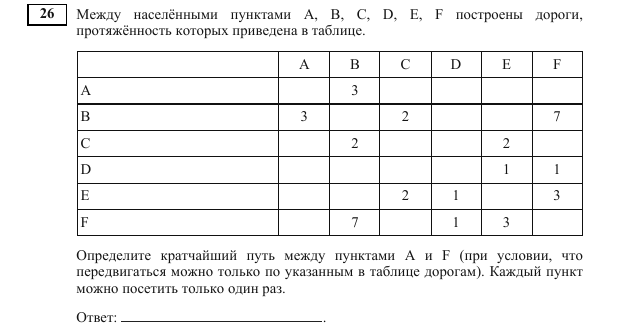 26 Между населёнными пунктами A, B, C, D, E, F построены дороги,
протяжённость которых приведена в таблице.
A B C D E F
A 3
B 3 2 7
C 2 2
D 1 1
E 2 1 3
F 7 1 3
Определите кратчайший путь между пунктами A и F (при условии, что
передвигаться можно только по указанным в таблице дорогам). Каждый пункт
можно посетить только один раз.
Ответ: ___________________________.